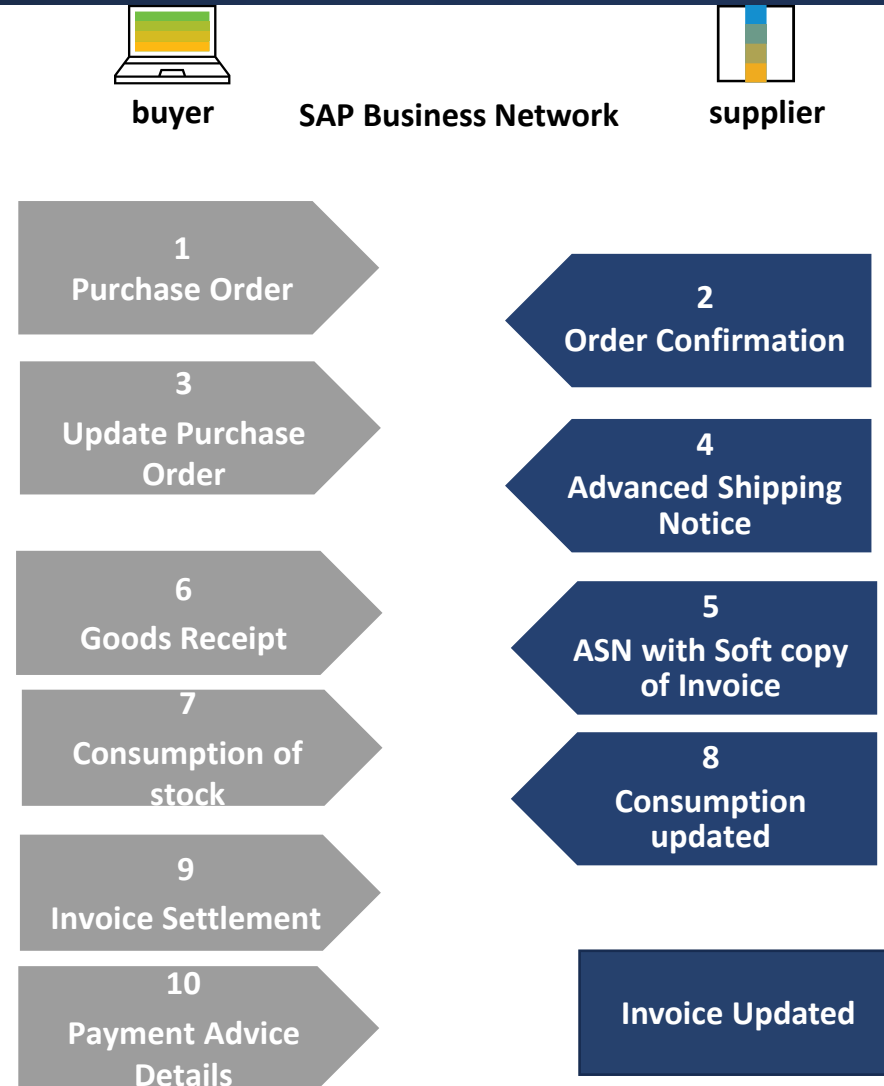 buyer
SAP Business Network
supplier
1
Purchase Order
2
Order Confirmation
3
Update Purchase
Order
4
Advanced Shipping
Notice
6
Goods Receipt
5
ASN with Soft copy
of Invoice
7
Consumption of
stock
8
Consumption
updated
9
Invoice Settlement
10
Payment Advice
Details
Invoice Updated